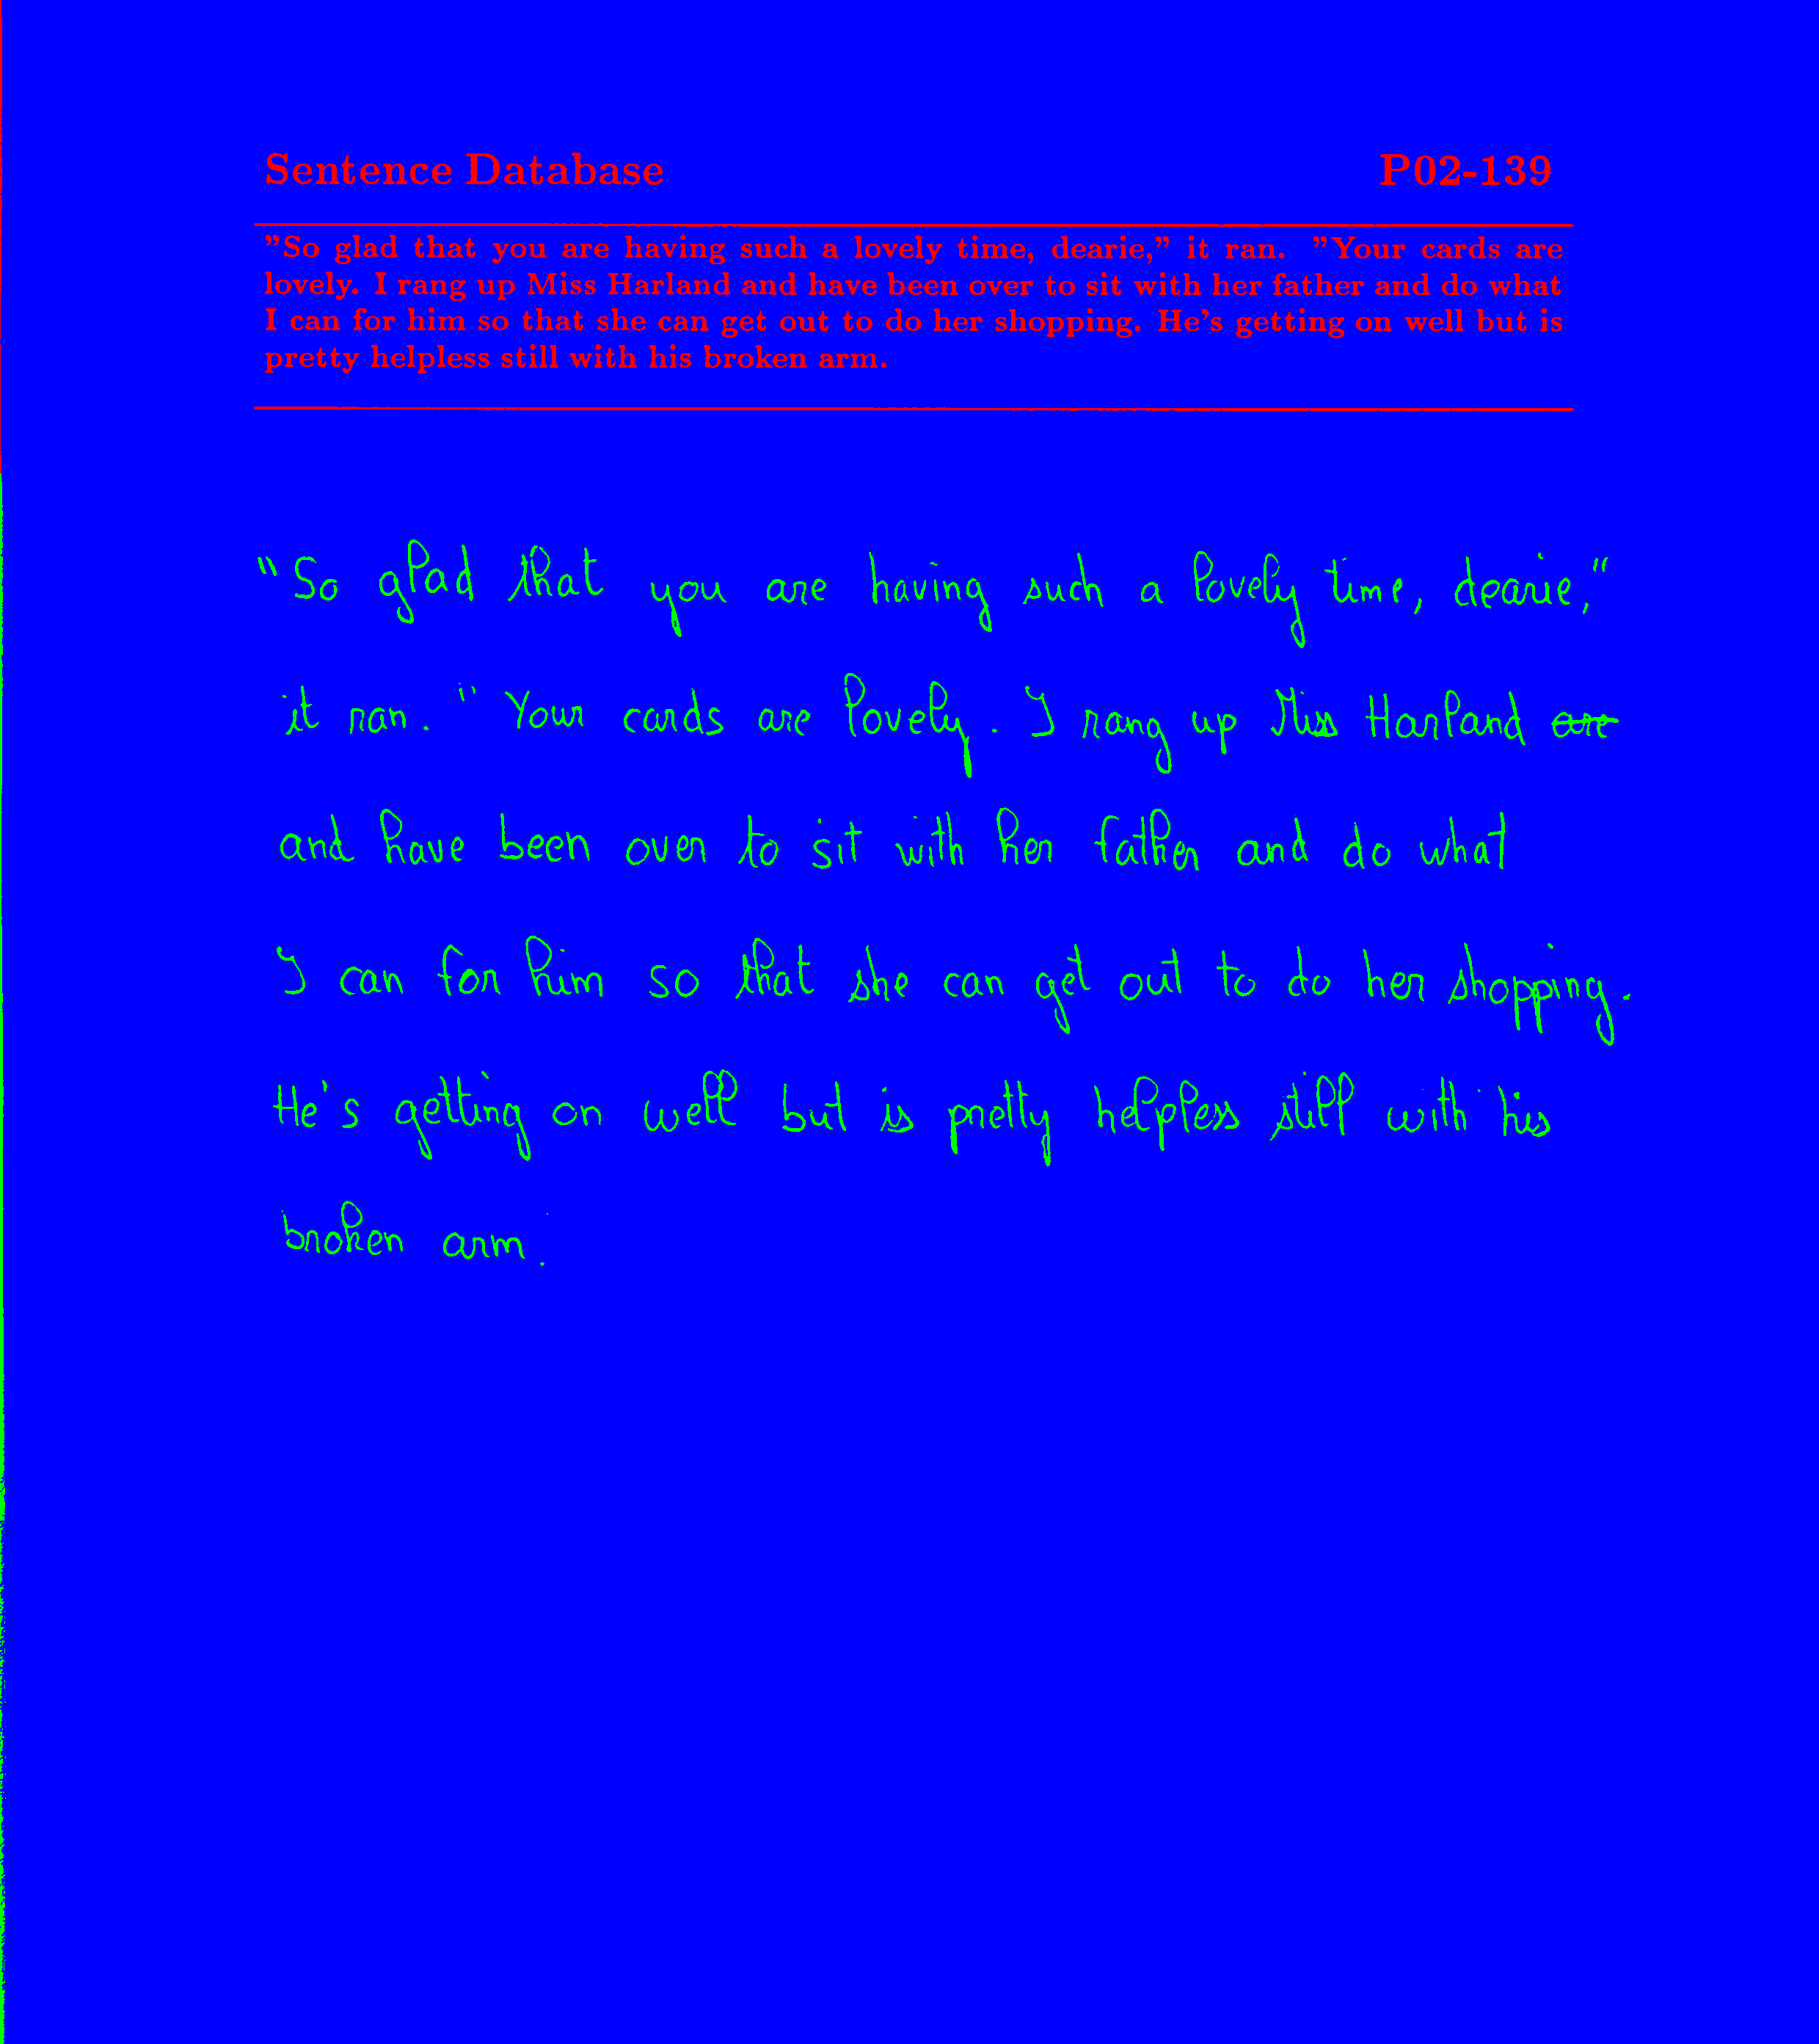 Sentence Database P02-139
"So glad that you are having such a lovely time, dearie," it ran. "Your cards are
lovely. I rang up Miss Harland and have been over to sit with her father and do what
I can for him so that she can get out to do her shopping. He's getting on well but is
pretty helpless still with his broken arm.
"So glad that you are having such a lovely time, dearie,"
it ran. "Your cards are lovely. I rang up Miss Harland are
and have been over to sit with her father and do what
I can for him so that she can get out to do her shopping.
He's getting on well but is pretty helpless still with his
broken arm.